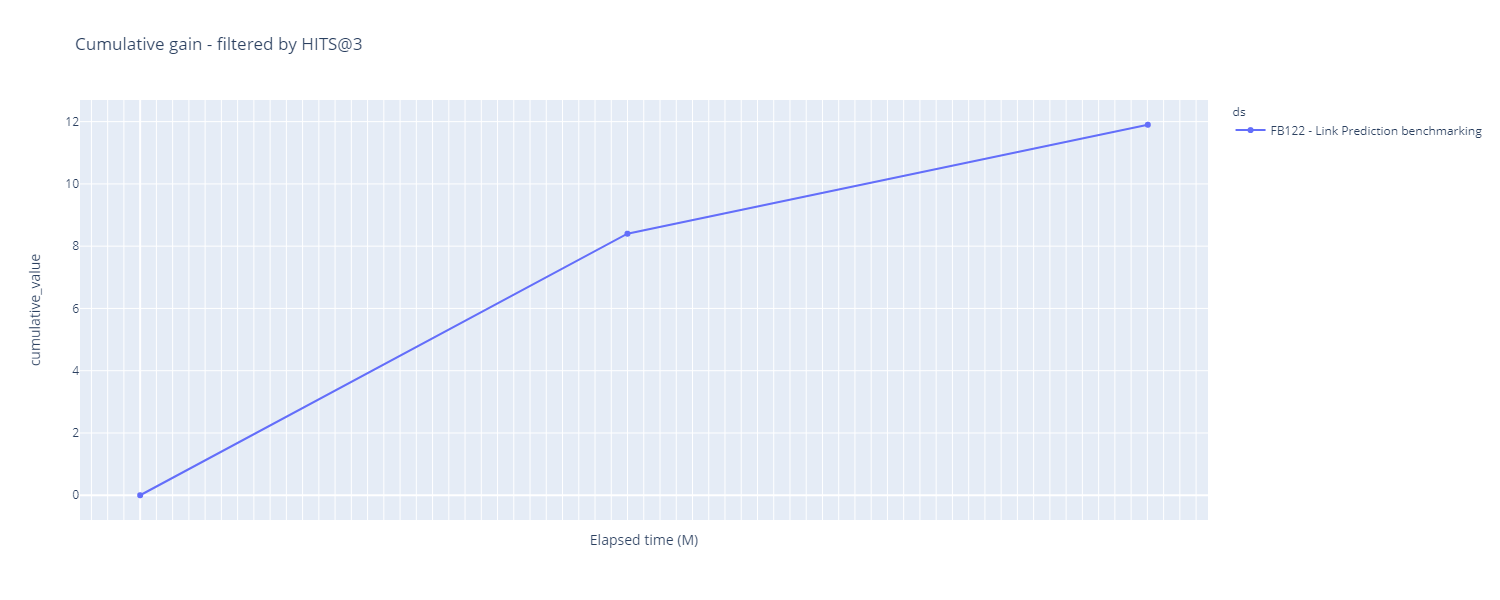 Cumulative gain - filtered by HITS@3
ds
FB122 - Link Prediction benchmarking
12
10
8
6
4
2
0
cumulative_value
Elapsed time (M)